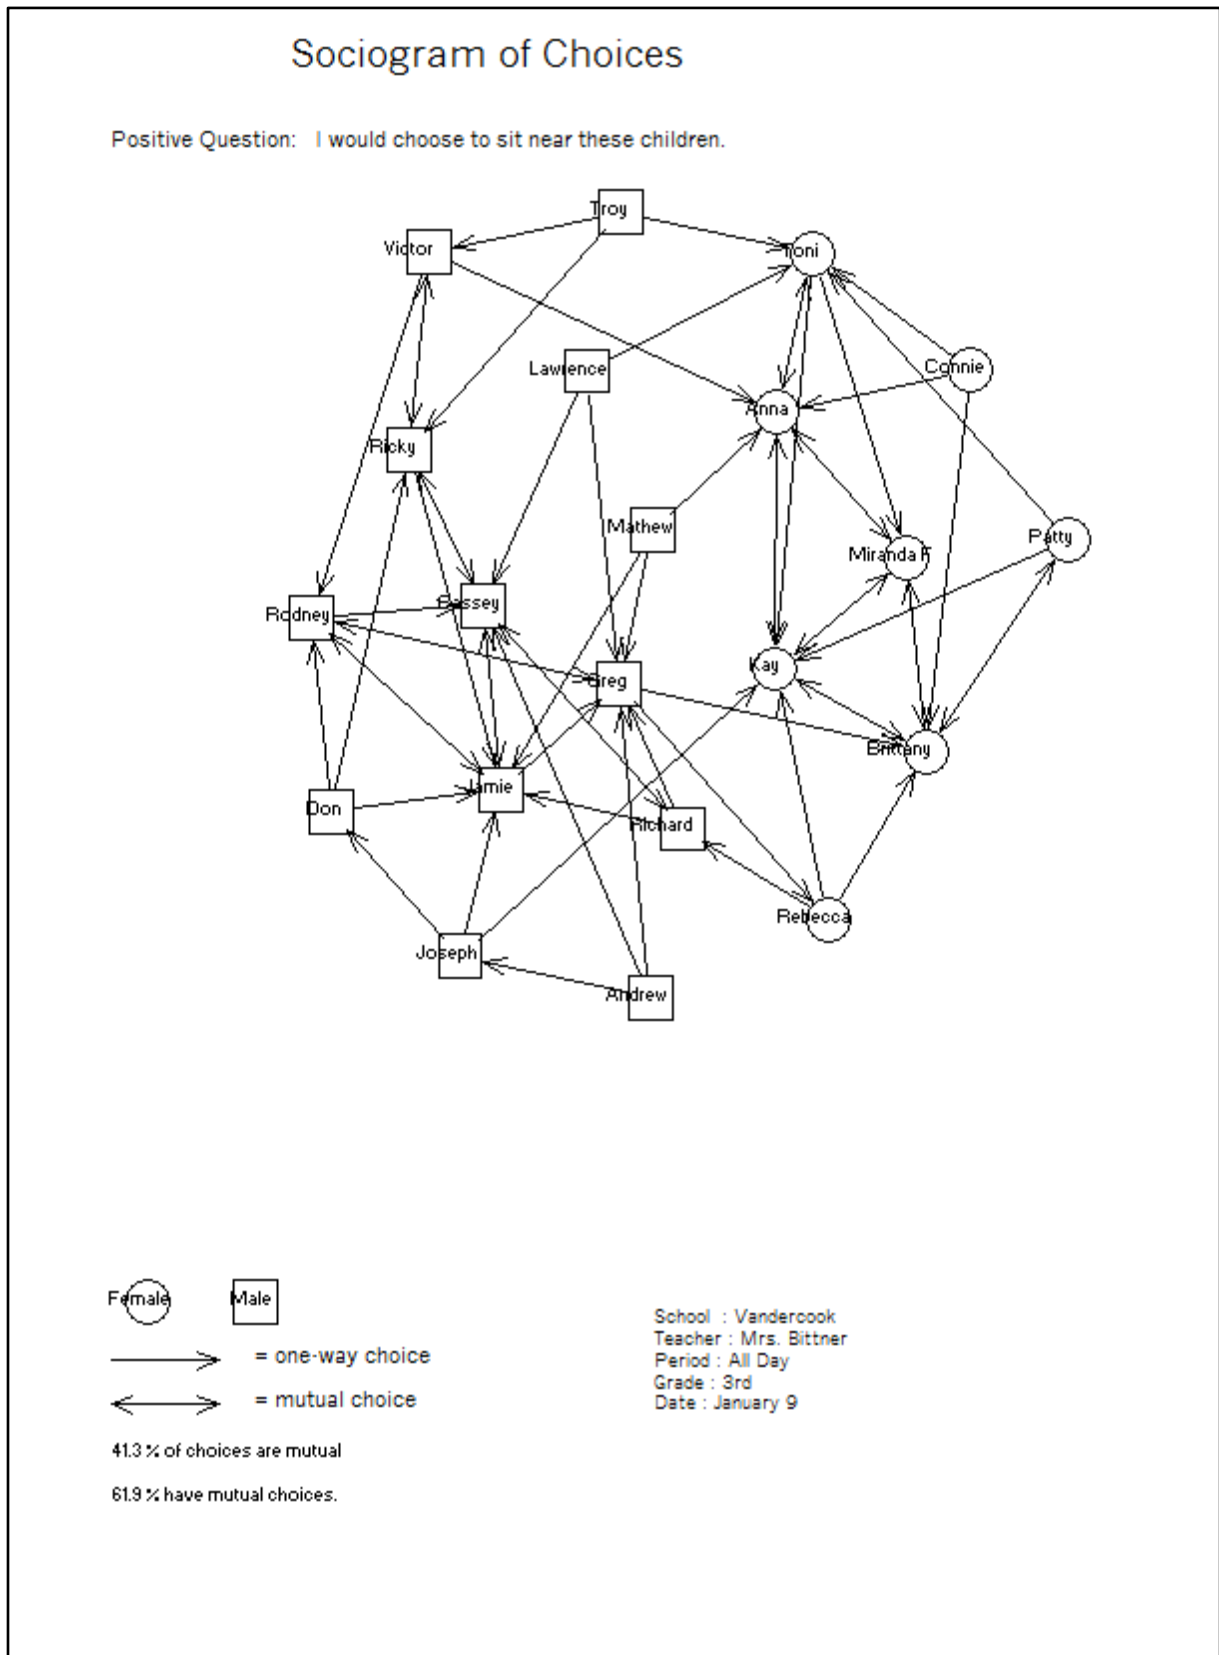 Sociogram of Choices
Positive Question: I would choose to sit near these children.
Troy
Victor
Toni
Lawrence
Connie
Anna
Ricky
Mathew
Patty
Miranda F
Rodney
Bassey
Kay
Greg
Brittany
Jamie
Don
Richard
Rebecca
Joseph
Andrew
Female
Male
= one-way choice
= mutual choice
41.3 % of choices are mutual
61.9 % have mutual choices.
School : Vandercook
Teacher : Mrs. Bittner
Period : All Day
Grade : 3rd
Date : January 9